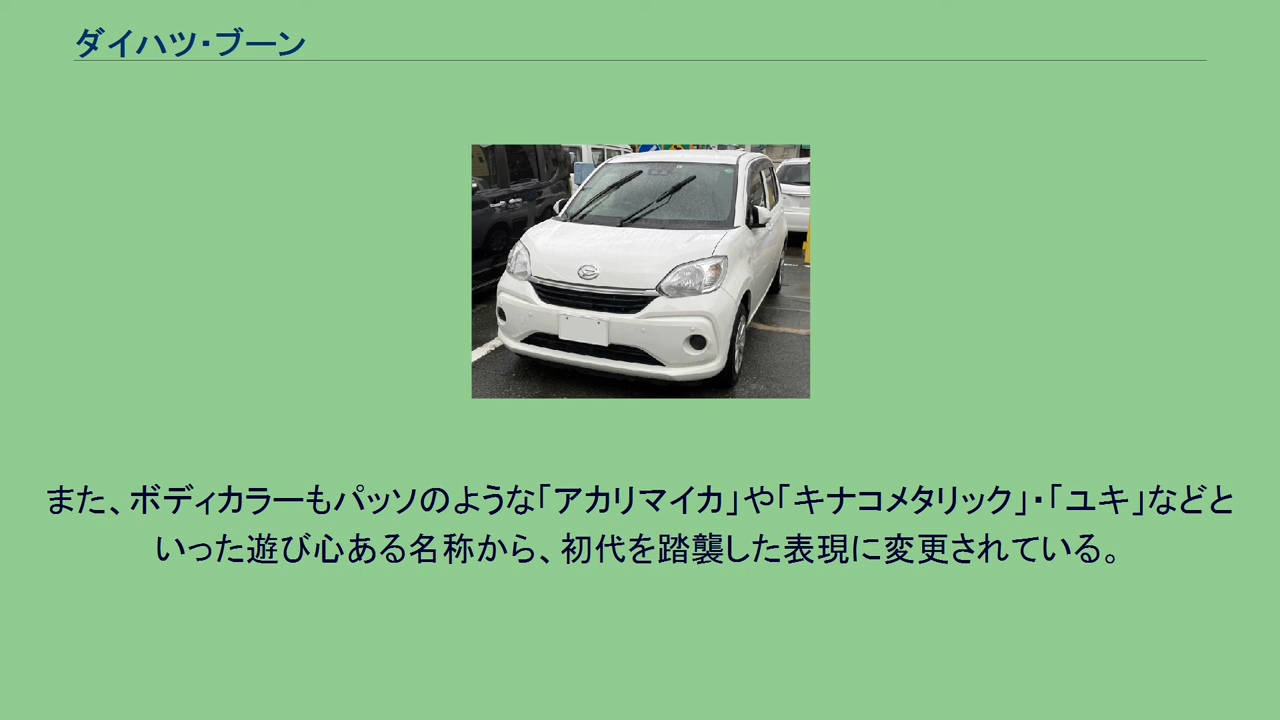 ダイハツ・ブーン
また、ボディカラーもパッソのような「アカリマイカ」や「キナコメタリック」・「ユキ」などと
いった遊び心ある名称から、初代を踏襲した表現に変更されている。